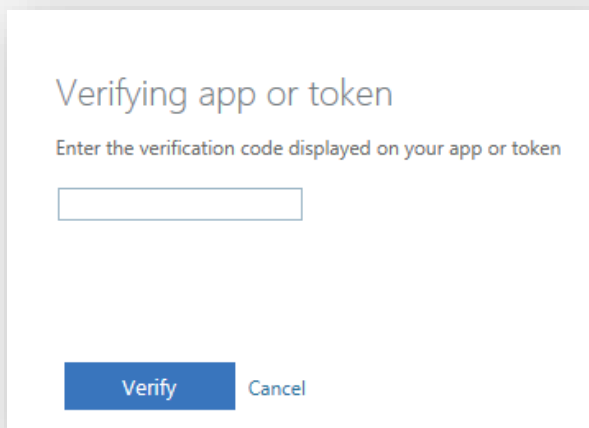 Verifying app or token
Enter the verification code displayed on your app or token
Verify Cancel